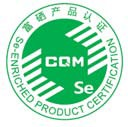 富硒产品认证
CQM
Se
Se-ENRICHED PRODUCT CERTIFICATION